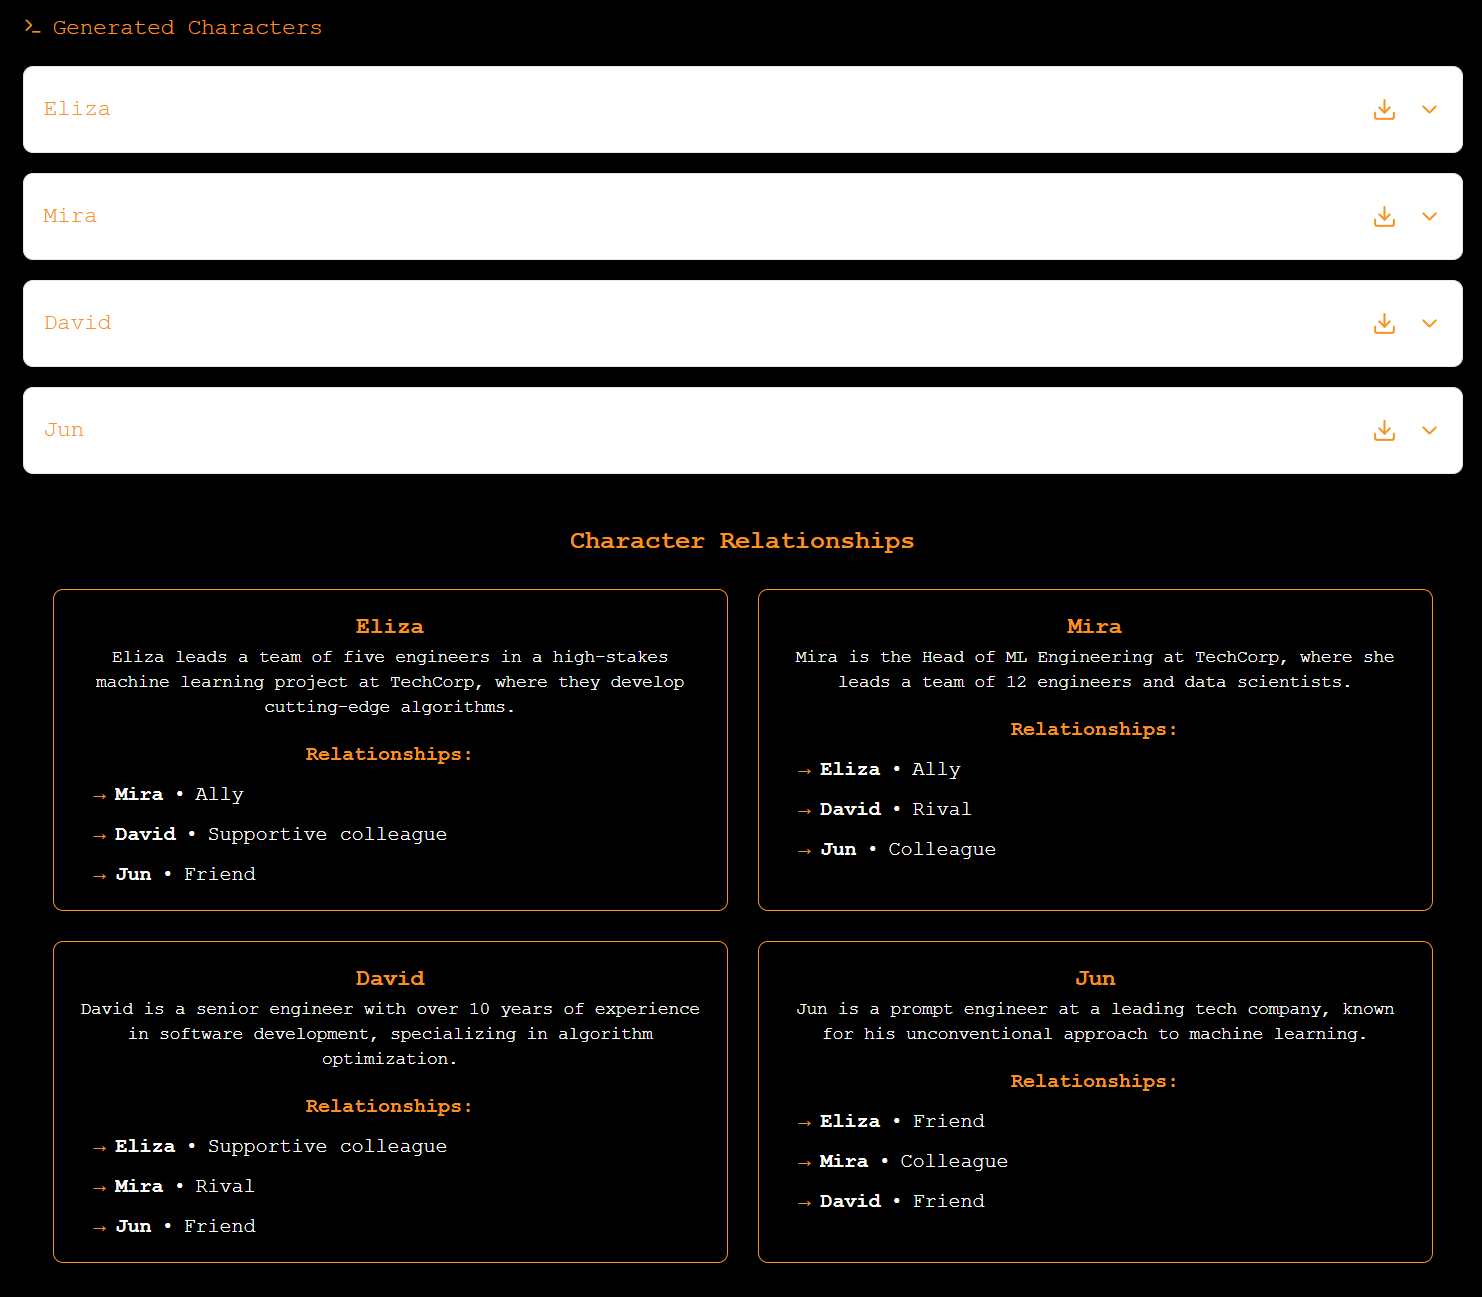 Generated Characters
Eliza
Mira
David
Jun
Character Relationships
Eliza
Eliza leads a team of five engineers in a high-stakes
machine learning project at TechCorp, where they develop
cutting-edge algorithms.
Relationships:
→ Mira • Ally
→ David • Supportive colleague
→ Jun • Friend
Mira
Mira is the Head of ML Engineering at TechCorp, where she
leads a team of 12 engineers and data scientists.
Relationships:
→ Eliza • Ally
→ David • Rival
→ Jun • Colleague
David
David is a senior engineer with over 10 years of experience
in software development, specializing in algorithm
optimization.
Relationships:
→ Eliza • Supportive colleague
→ Mira • Rival
→ Jun • Friend
Jun
Jun is a prompt engineer at a leading tech company, known
for his unconventional approach to machine learning.
Relationships:
→ Eliza • Friend
→ Mira • Colleague
→ David • Friend